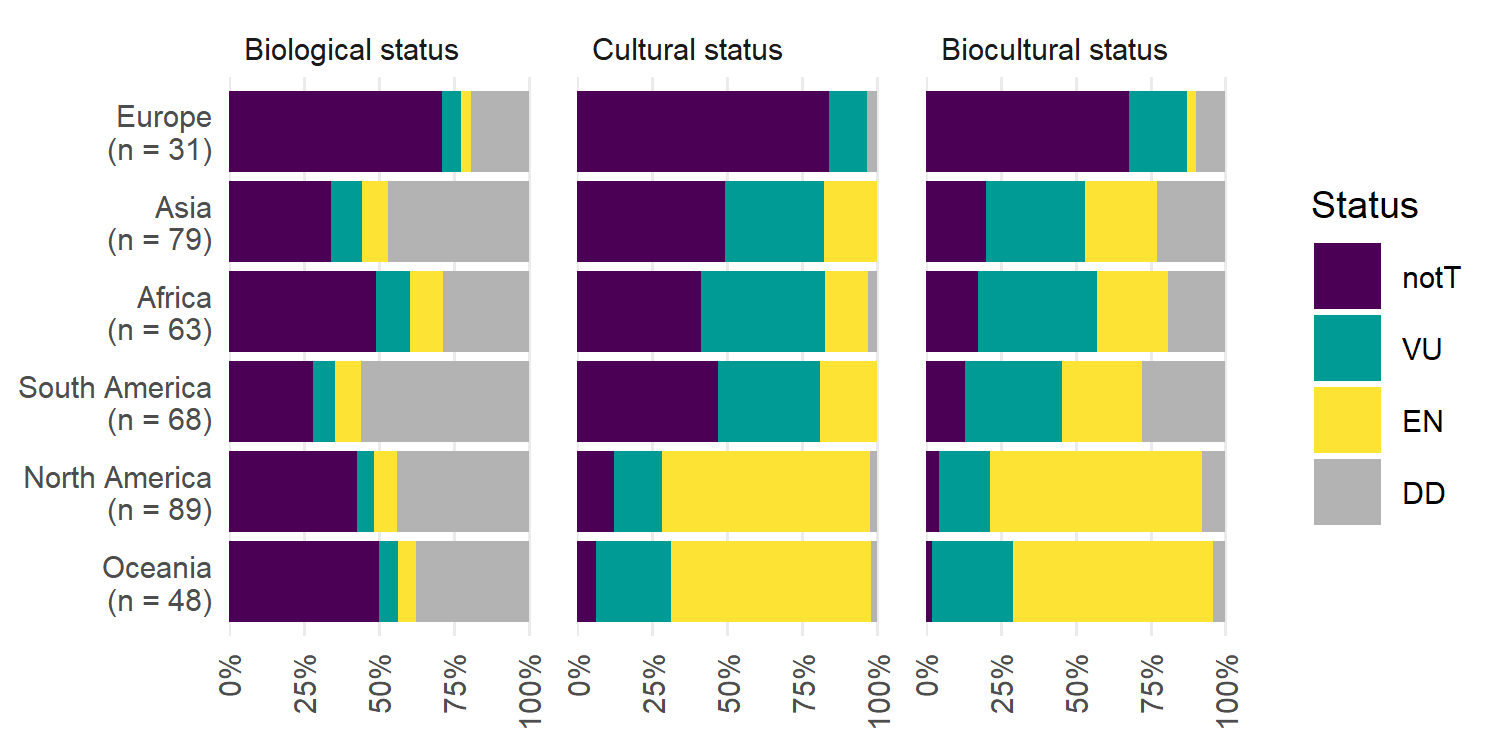 Biological status
Cultural status
Biocultural status
Europe
(n = 31)
Asia
(n = 79)
Africa
(n = 63)
South America
(n = 68)
North America
(n = 89)
Oceania
(n = 48)
0%
25%
50%
75%
100%
0%
25%
50%
75%
100%
0%
25%
50%
75%
100%
Status
notT
VU
EN
DD